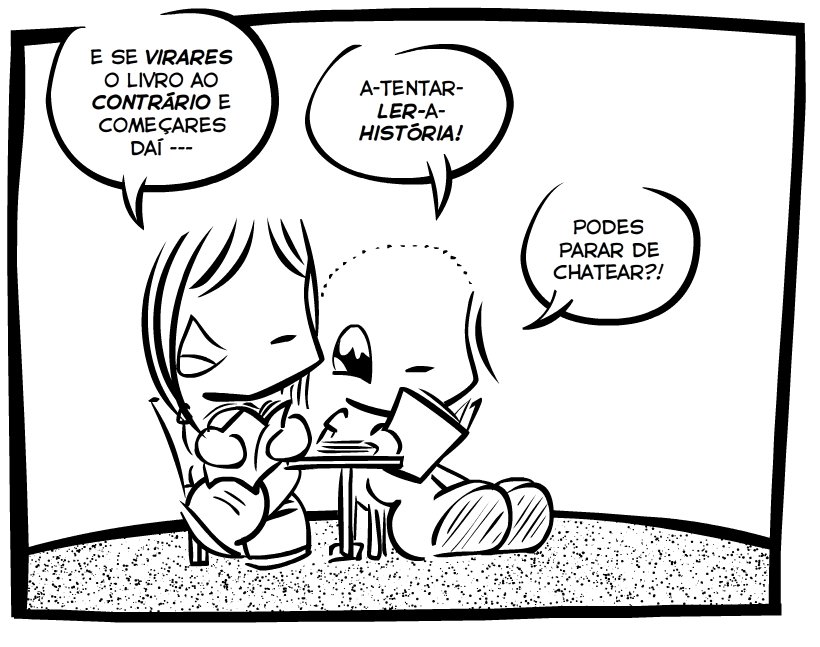 E SE VIRARES
O LIVRO AO
CONTRÁRIO E
COMEÇARES
DAÍ ---
A-TENTAR-
LER-A-
HISTÓRIA!
PODES
PARAR DE
CHATEAR?!